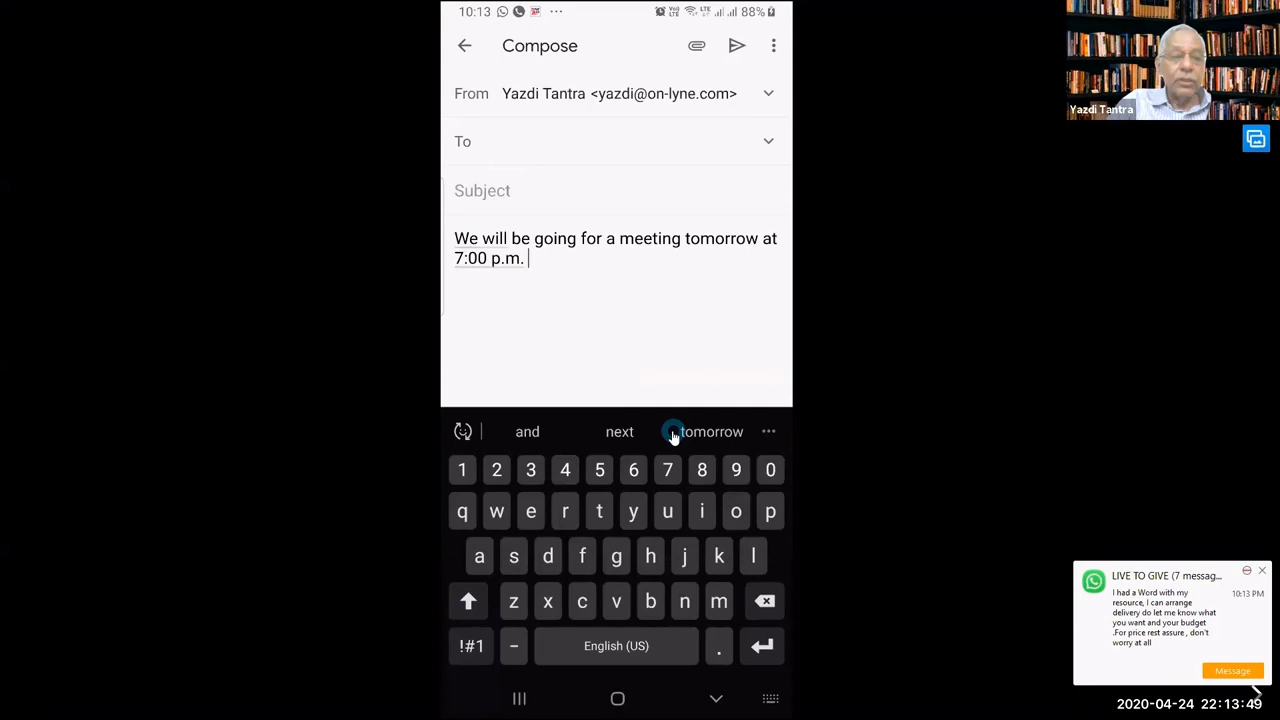 10:13 ... Vo)) LTE LTE 88%
Compose
From Yazdi Tantra <yazdi@on-lyne.com>
To
Subject
We will be going for a meeting tomorrow at
7:00 p.m.
and next tomorrow ...
1 2 3 4 5 6 7 8 9 0
q w e r t y u i o p
a s d f g h j k l
z x c v b n m
!#1 - English (US) .
Yazdi Tantra
LIVE TO GIVE (7 messag...
I had a Word with my
resource, I can arrange
delivery do let me know what
you want and your budget
.For price rest assure , don't
worry at all
10:13 PM
Message
2020-04-24 22:13:49